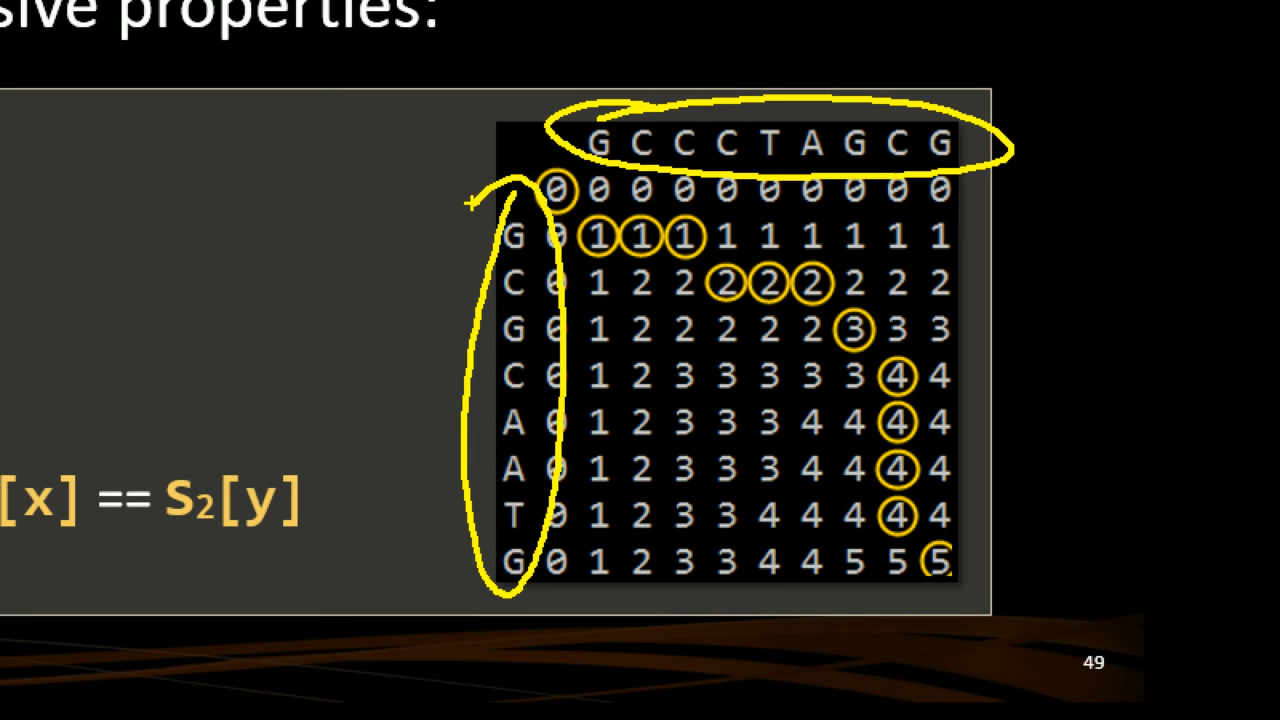 sive properties:
G C C C T A G C G
0 0 0 0 0 0 0 0 0 0
G 0 1 1 1 1 1 1 1 1 1
C 0 1 2 2 2 2 2 2 2 2
G 0 1 2 2 2 2 2 3 3 3
C 0 1 2 3 3 3 3 3 4 4
A 0 1 2 3 3 3 4 4 4 4
A 0 1 2 3 3 3 4 4 4 4
[x] == S₂[y]
T 0 1 2 3 3 4 4 4 4 4
G 0 1 2 3 3 4 4 5 5 5
49